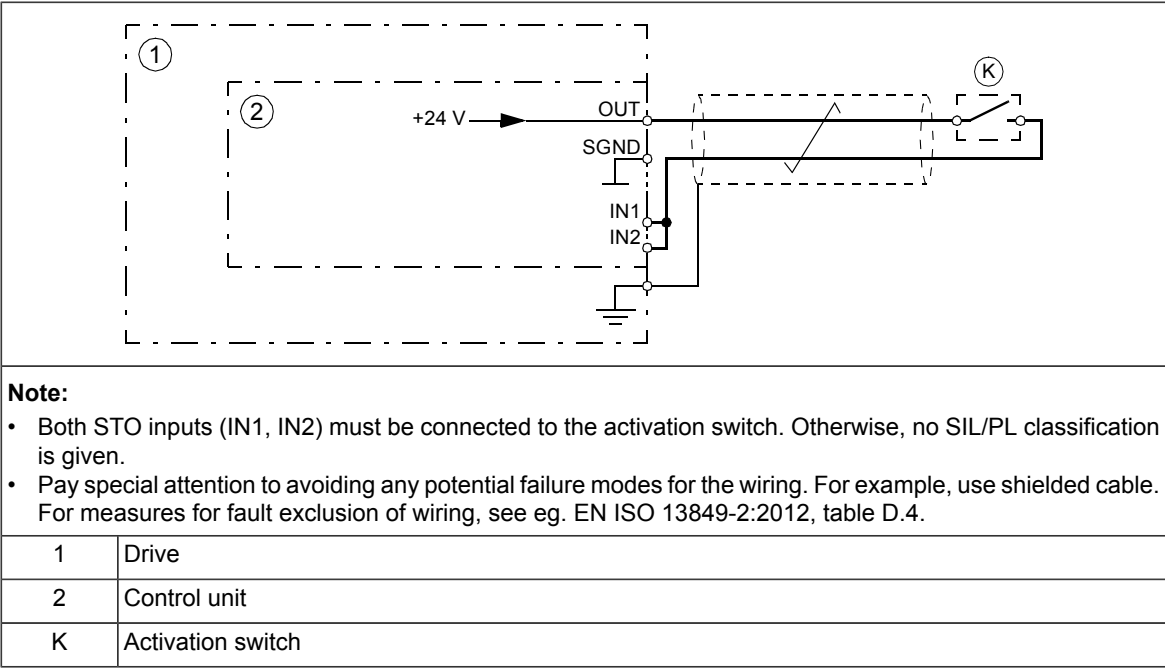 1
2
K
+24 V
OUT
SGND
IN1
IN2
Note:
• Both STO inputs (IN1, IN2) must be connected to the activation switch. Otherwise, no SIL/PL classification
is given.
• Pay special attention to avoiding any potential failure modes for the wiring. For example, use shielded cable.
For measures for fault exclusion of wiring, see eg. EN ISO 13849-2:2012, table D.4.
1 Drive
2 Control unit
K Activation switch